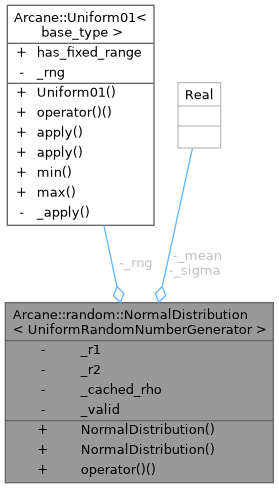 Arcane::Uniform01<
base_type >
+ has_fixed_range
- _rng
+ Uniform01()
+ operator()()
+ apply()
+ apply()
+ min()
+ max()
- _apply()
Real
-_rng
-_mean
-_sigma
Arcane::random::NormalDistribution
< UniformRandomNumberGenerator >
- _r1
- _r2
- _cached_rho
- _valid
+ NormalDistribution()
+ NormalDistribution()
+ operator()()